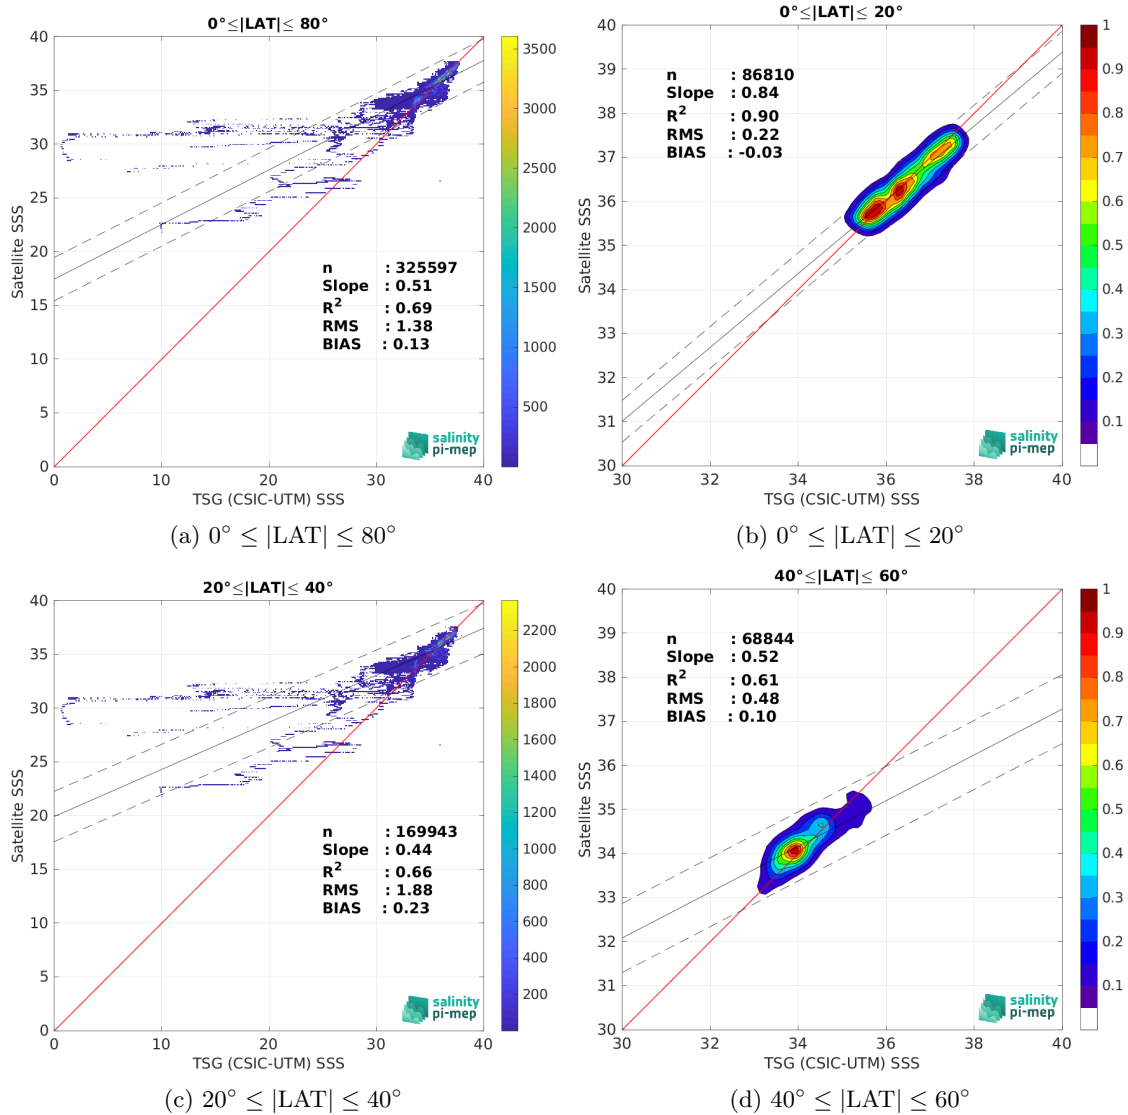 0°≤|LAT|≤ 80°
40
35
30
25
20
15
10
5
0
Satellite SSS
n : 325597
Slope : 0.51
R² : 0.69
RMS : 1.38
BIAS : 0.13
salinity
pi-mep
0 10 20 30 40
TSG (CSIC-UTM) SSS
3500
3000
2500
2000
1500
1000
500
(a) 0° ≤ |LAT| ≤ 80°
0°≤|LAT|≤ 20°
40
39
38
37
36
35
34
33
32
31
30
Satellite SSS
n : 86810
Slope : 0.84
R² : 0.90
RMS : 0.22
BIAS : -0.03
salinity
pi-mep
30 32 34 36 38 40
TSG (CSIC-UTM) SSS
1
0.9
0.8
0.7
0.6
0.5
0.4
0.3
0.2
0.1
(b) 0° ≤ |LAT| ≤ 20°
20°≤|LAT|≤ 40°
40
35
30
25
20
15
10
5
0
Satellite SSS
n : 169943
Slope : 0.44
R² : 0.66
RMS : 1.88
BIAS : 0.23
salinity
pi-mep
0 10 20 30 40
TSG (CSIC-UTM) SSS
2200
2000
1800
1600
1400
1200
1000
800
600
400
200
(c) 20° ≤ |LAT| ≤ 40°
40°≤|LAT|≤ 60°
40
39
38
37
36
35
34
33
32
31
30
Satellite SSS
n : 68844
Slope : 0.52
R² : 0.61
RMS : 0.48
BIAS : 0.10
salinity
pi-mep
30 32 34 36 38 40
TSG (CSIC-UTM) SSS
1
0.9
0.8
0.7
0.6
0.5
0.4
0.3
0.2
0.1
(d) 40° ≤ |LAT| ≤ 60°